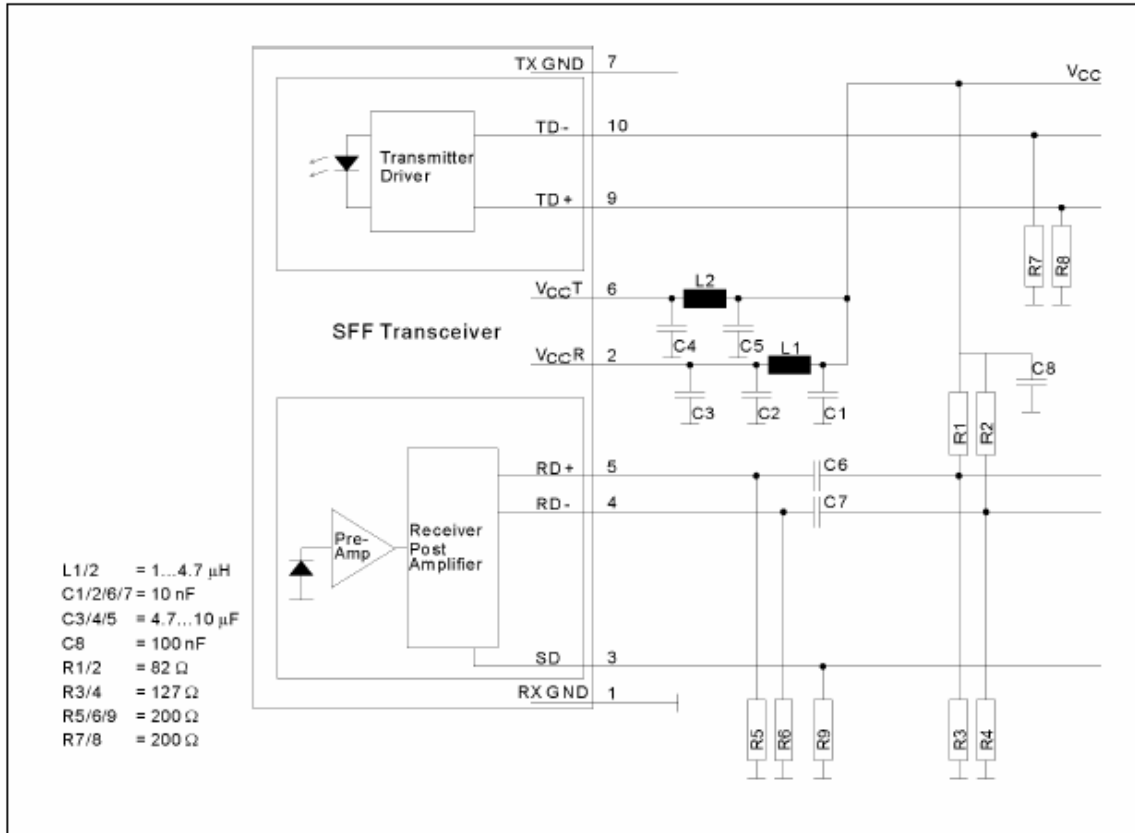 TX GND 7
VCC
TD- 10
Transmitter
Driver
TD+ 9
R7
R8
VCCT 6
L2
SFF Transceiver
C4
C5
L1
VCCR 2
C8
C3
C2
C1
R1
R2
RD+ 5
C6
RD- 4
C7
Pre-
Amp
Receiver
Post
Amplifier
L1/2 = 1...4.7 µH
C1/2/6/7 = 10 nF
C3/4/5 = 4.7...10 µF
C8 = 100 nF
R1/2 = 82 Ω
R3/4 = 127 Ω
R5/6/9 = 200 Ω
R7/8 = 200 Ω
SD 3
RX GND 1
R5
R6
R9
R3
R4